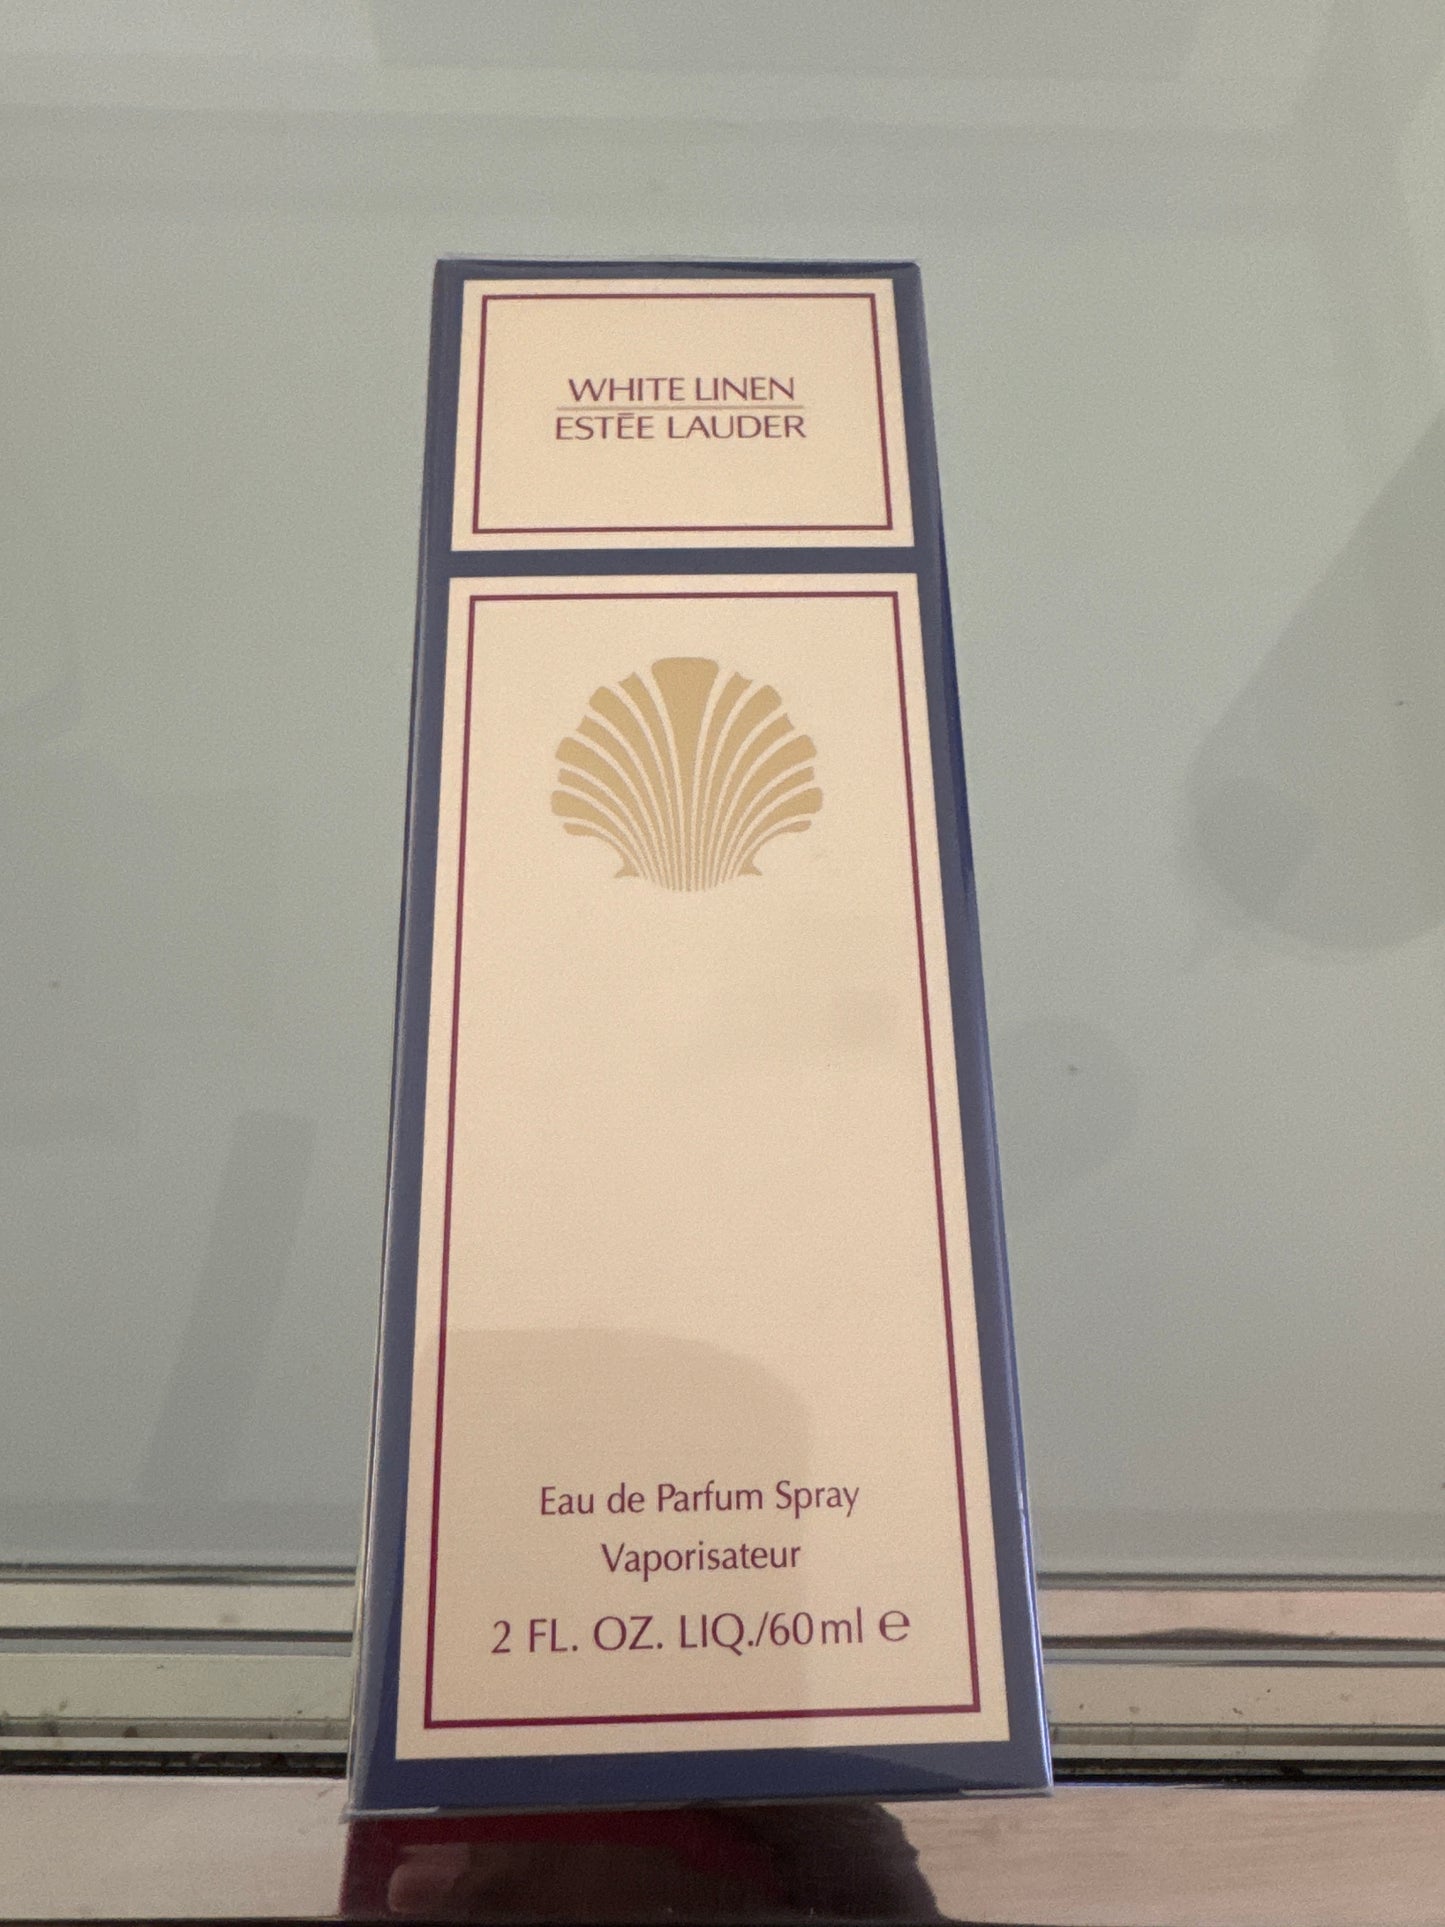 WHITE LINEN
ESTĒE LAUDER
Eau de Parfum Spray
Vaporisateur
2 FL. OZ. LIQ./60ml ℮